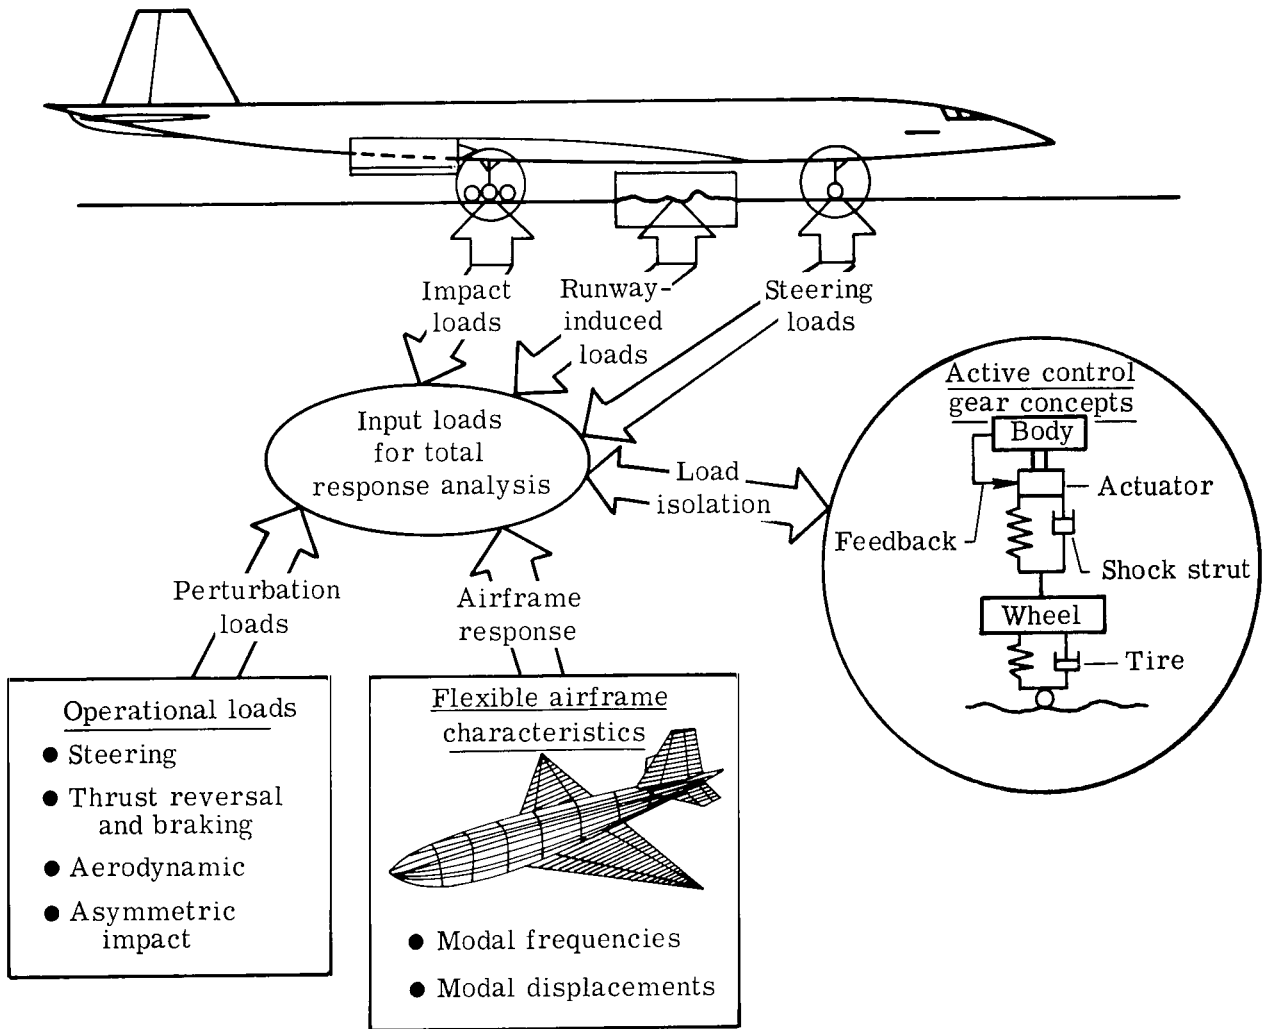 Impact
loads
Runway-
induced
loads
Steering
loads
Input loads
for total
response analysis
Load
isolation
Active control
gear concepts
Body
Actuator
Feedback
Shock strut
Wheel
Tire
Perturbation
loads
Airframe
response
Operational loads
● Steering
● Thrust reversal
and braking
● Aerodynamic
● Asymmetric
impact
Flexible airframe
characteristics
● Modal frequencies
● Modal displacements